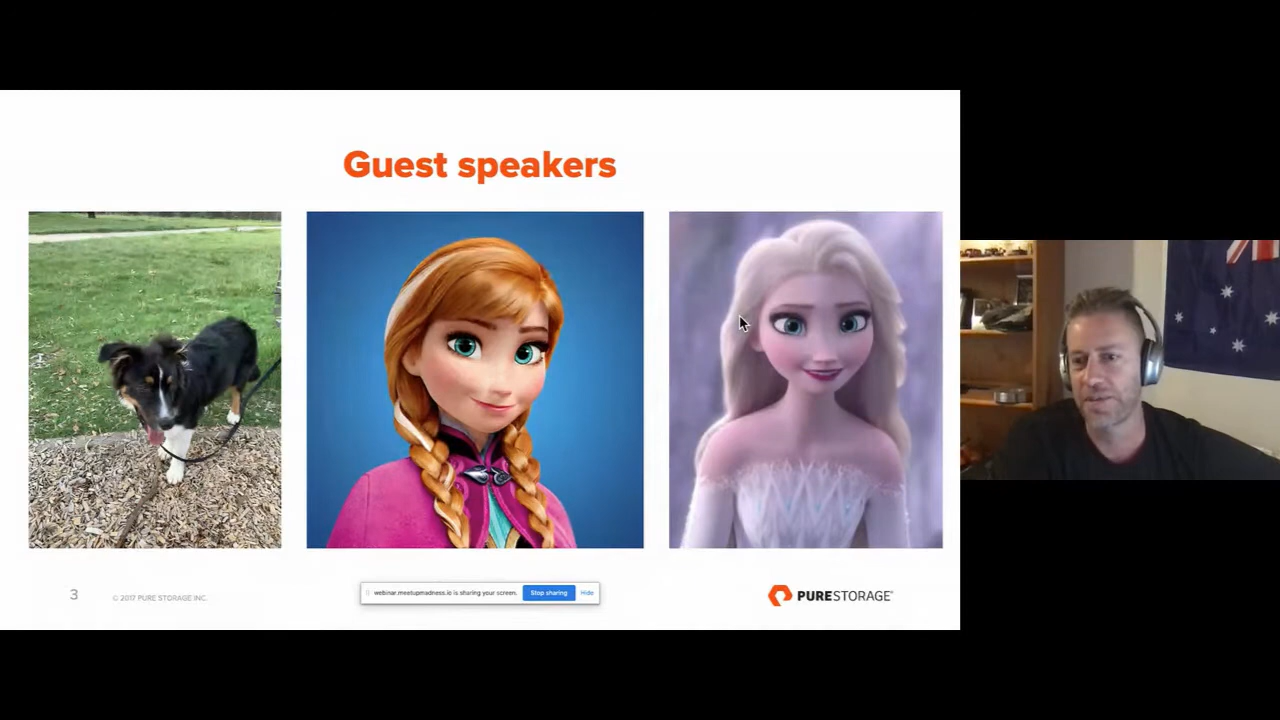 Guest speakers
3
© 2017 PURE STORAGE INC.
webinar.meetupmadness.io is sharing your screen.
Stop sharing
Hide
PURESTORAGE®